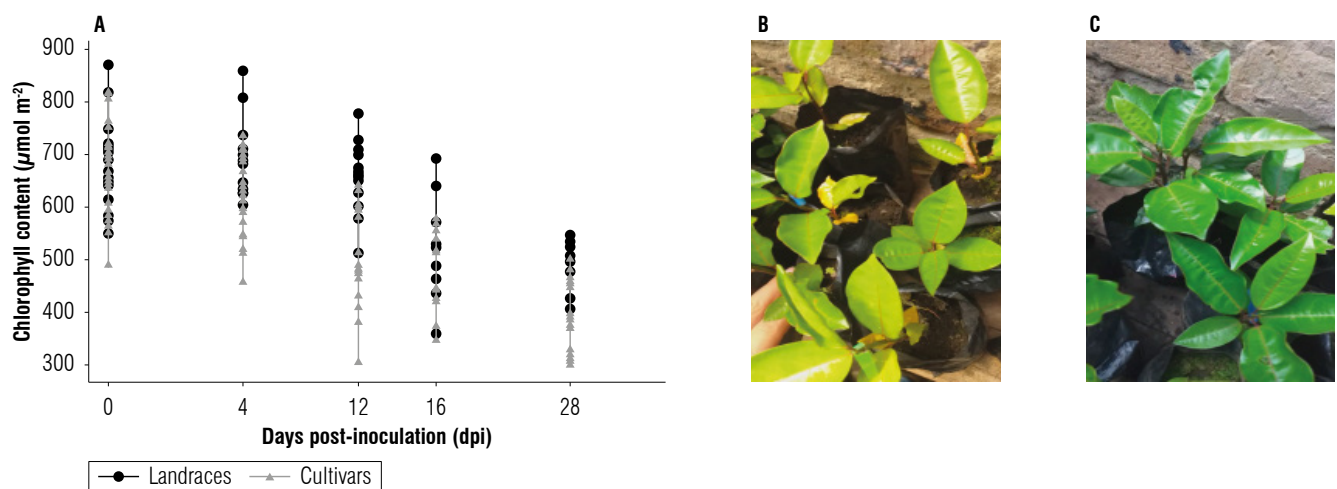 A
B
C
900
800
700
600
500
400
300
Chlorophyll content (µmol m⁻²)
0 4 12 16 28
Days post-inoculation (dpi)
Landraces Cultivars